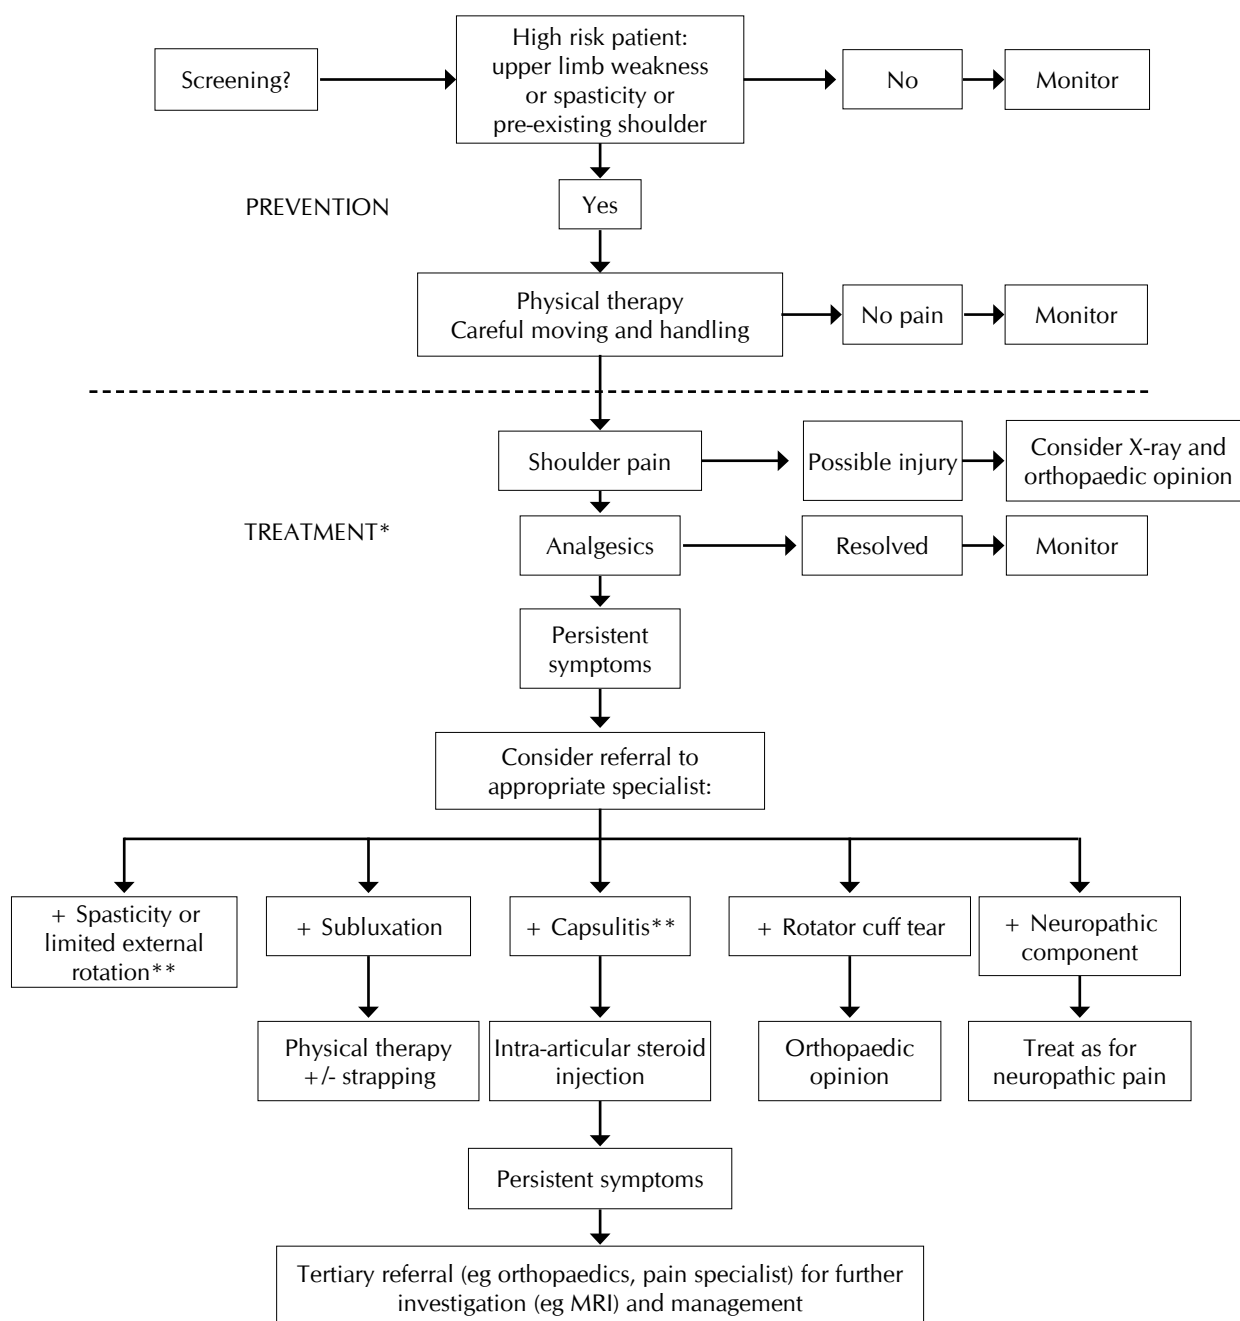 Screening?
High risk patient:
upper limb weakness
or spasticity or
pre-existing shoulder
No
Monitor
PREVENTION
Yes
Physical therapy
Careful moving and handling
No pain
Monitor
Shoulder pain
Possible injury
Consider X-ray and
orthopaedic opinion
TREATMENT*
Analgesics
Resolved
Monitor
Persistent
symptoms
Consider referral to
appropriate specialist:
+ Spasticity or
limited external
rotation**
+ Subluxation
+ Capsulitis**
+ Rotator cuff tear
+ Neuropathic
component
Physical therapy
+/- strapping
Intra-articular steroid
injection
Orthopaedic
opinion
Treat as for
neuropathic pain
Persistent symptoms
Tertiary referral (eg orthopaedics, pain specialist) for further
investigation (eg MRI) and management